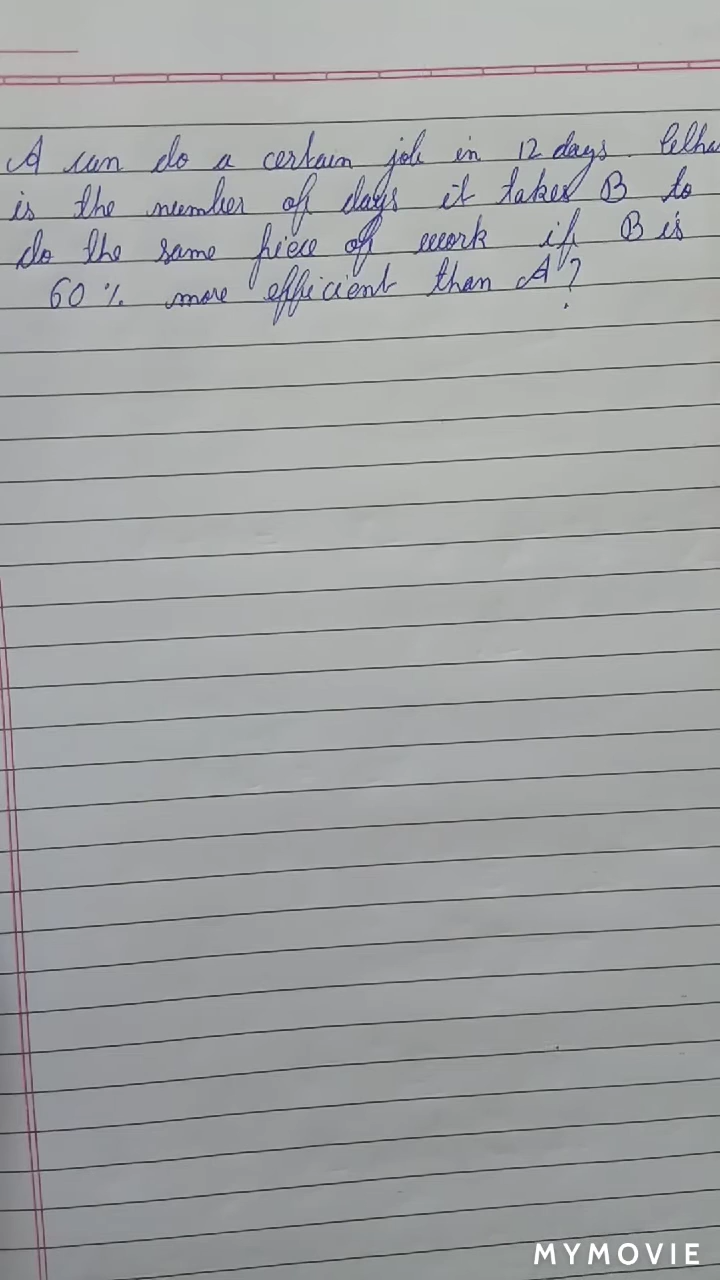 A can do a certain job in 12 days. Wha
is the number of days it takes B to
do the same piece of work if B is
60 % more efficient than A ?
MYMOVIE